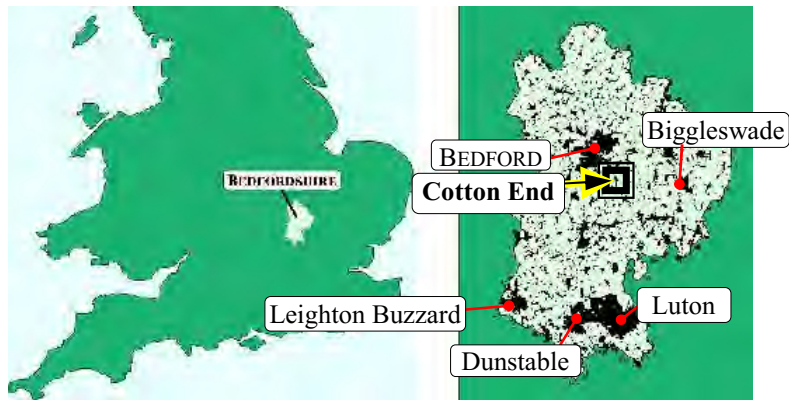 BEDFORDSHIRE
BEDFORD
Biggleswade
Cotton End
Leighton Buzzard
Luton
Dunstable